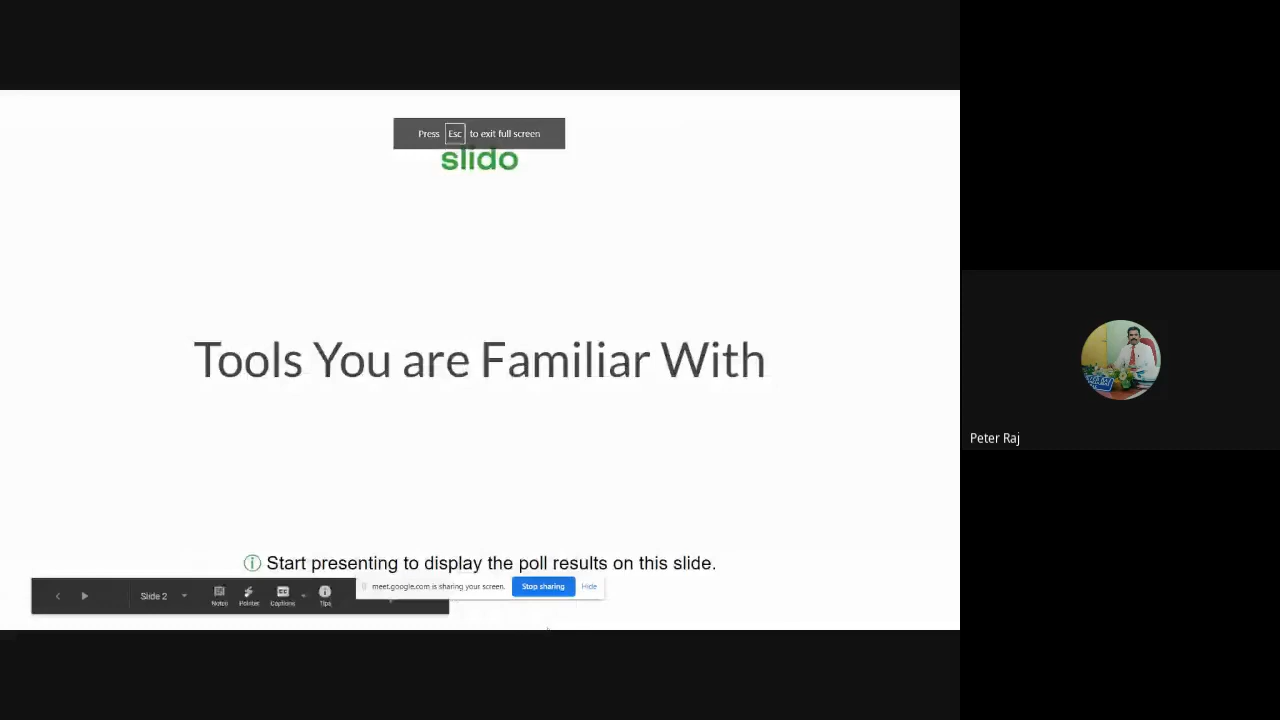 Press Esc to exit full screen
slido
Tools You are Familiar With
Peter Raj
Start presenting to display the poll results on this slide.
meet.google.com is sharing your screen. Stop sharing Hide
Slide 2 Notes Pointer Captions Tips